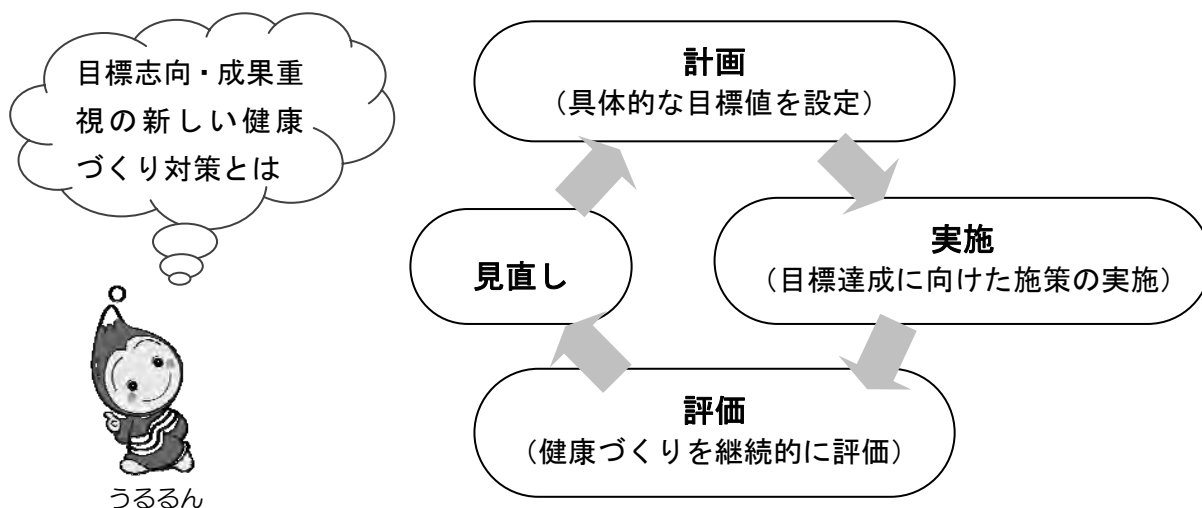 目標志向・成果重
視の新しい健康
づくり対策とは
うるるん
計画
（具体的な目標値を設定）
実施
（目標達成に向けた施策の実施）
評価
（健康づくりを継続的に評価）
見直し